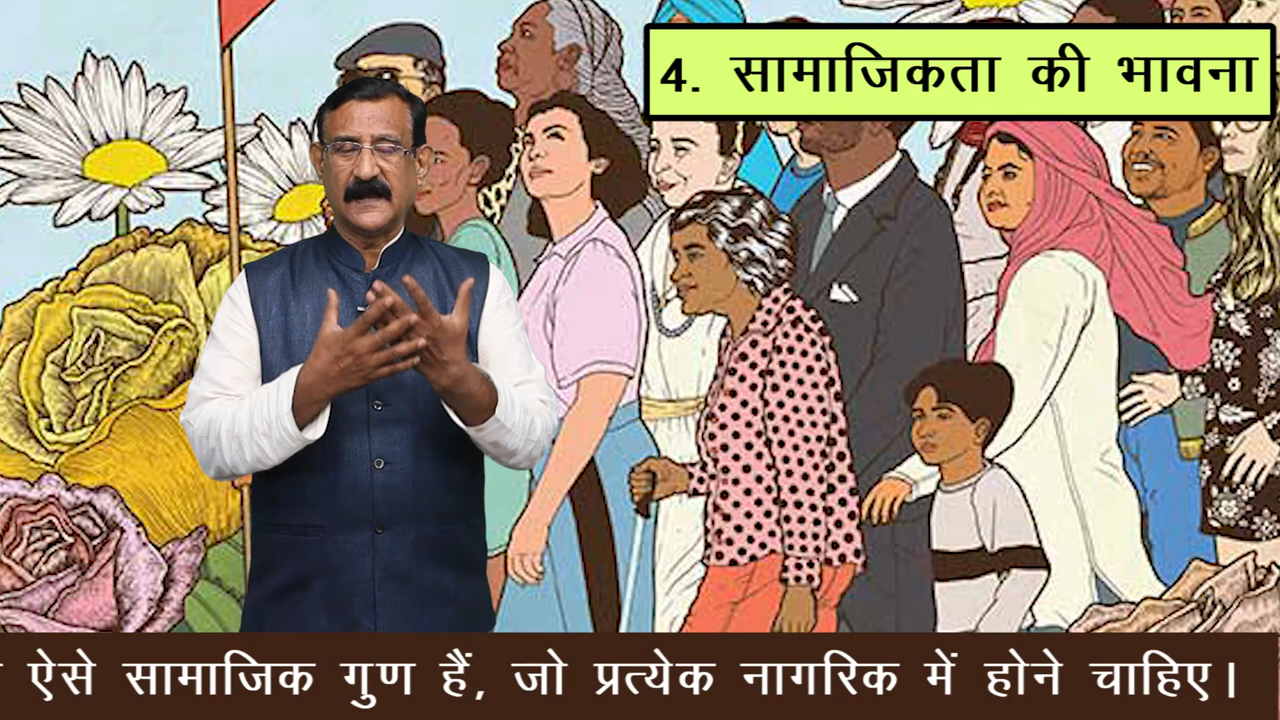 4. सामाजिकता की भावना
ऐसे सामाजिक गुण हैं, जो प्रत्येक नागरिक में होने चाहिए।